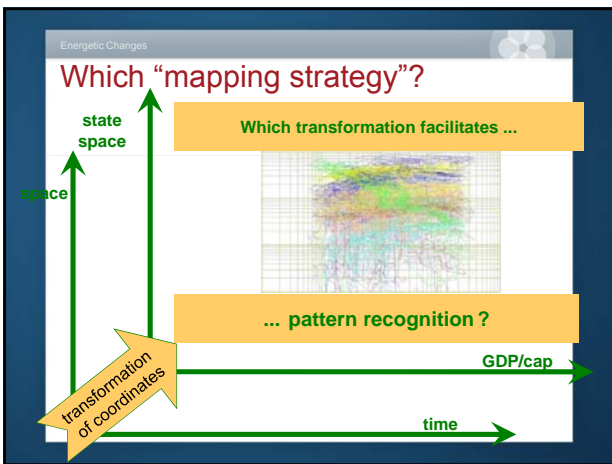 Energetic Changes
Which “mapping strategy”?
state
space
Which transformation facilitates ...
space
... pattern recognition ?
GDP/cap
transformation
of coordinates
time